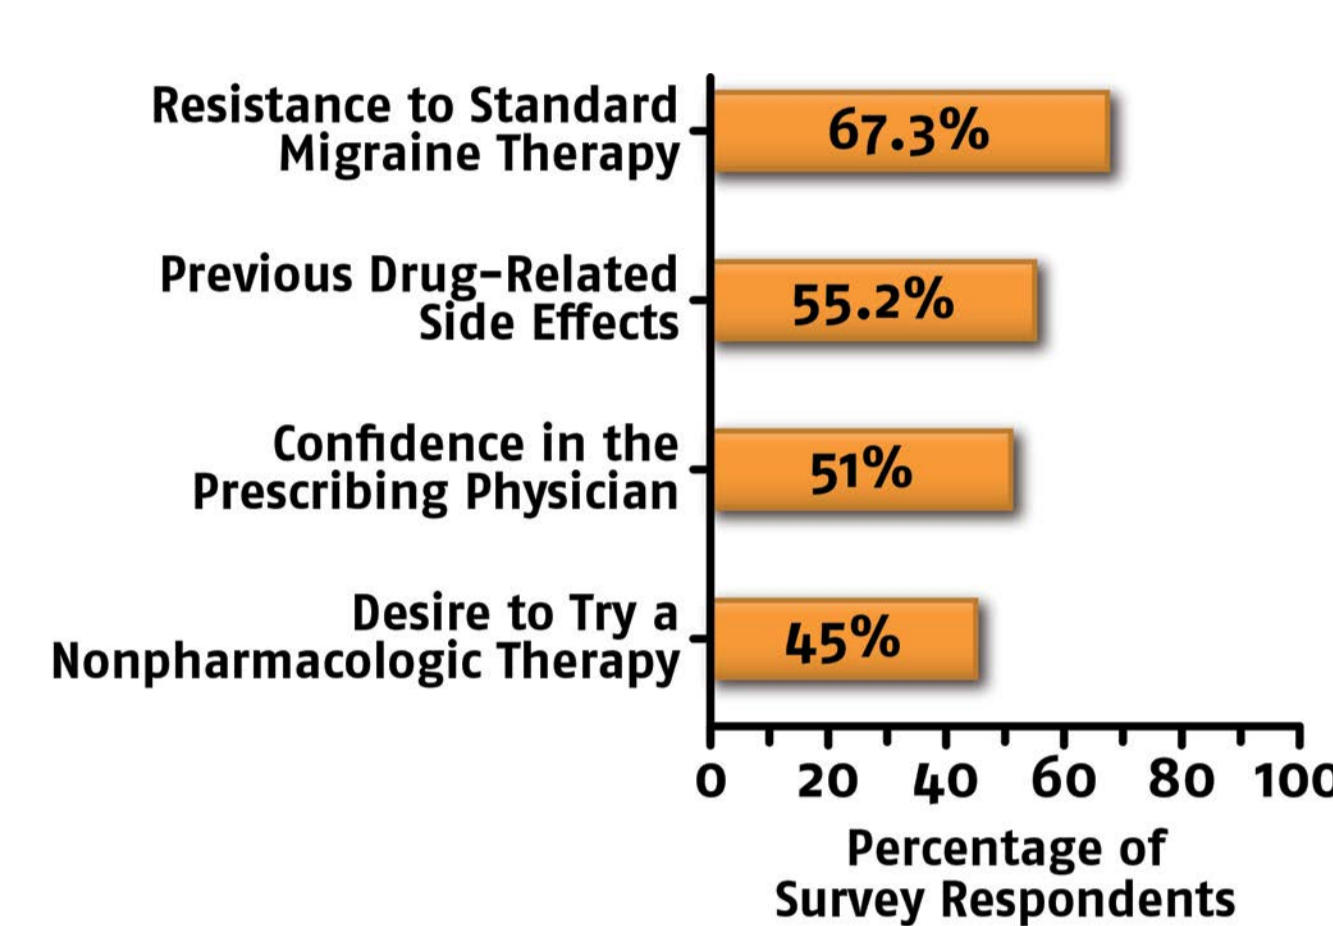 Resistance to Standard
Migraine Therapy
67.3%
Previous Drug–Related
Side Effects
55.2%
Confidence in the
Prescribing Physician
51%
Desire to Try a
Nonpharmacologic Therapy
45%
0 20 40 60 80 100
Percentage of
Survey Respondents